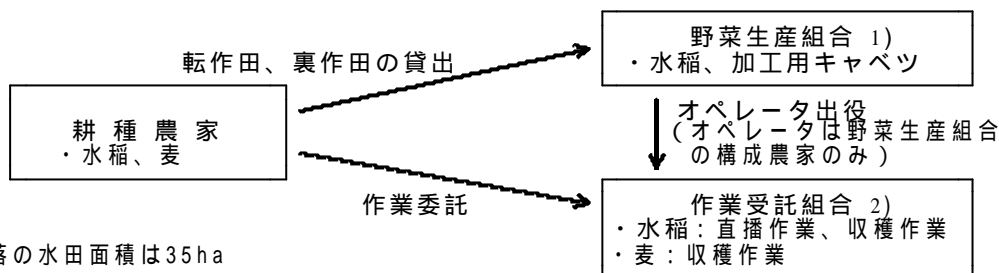 野菜生産組合 1)
・水稲、加工用キャベツ
転作田、裏作田の貸出
耕種農家
・水稲、麦
オペレータ出役
(オペレータは野菜生産組合
の構成農家のみ)
作業委託
作業受託組合 2)
・水稲:直播作業、収穫作業
・麦:収穫作業
落の水田面積は35ha